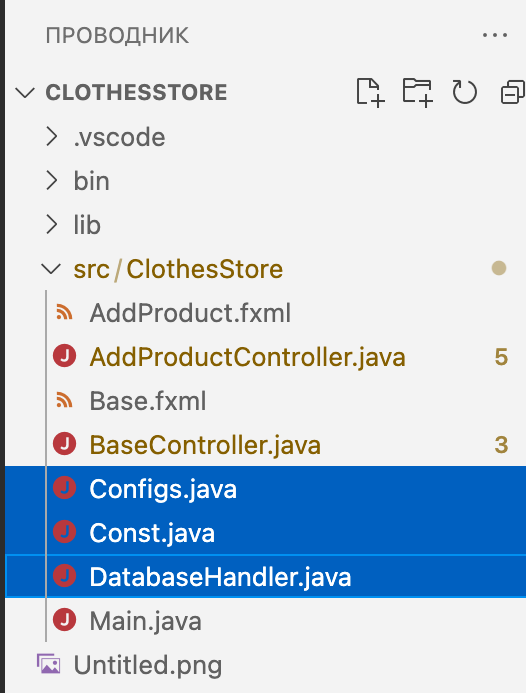 ПРОВОДНИК
CLOTHESSTORE
.vscode
bin
lib
src/ClothesStore
AddProduct.fxml
J AddProductController.java 5
Base.fxml
J BaseController.java 3
J Configs.java
J Const.java
J DatabaseHandler.java
J Main.java
Untitled.png